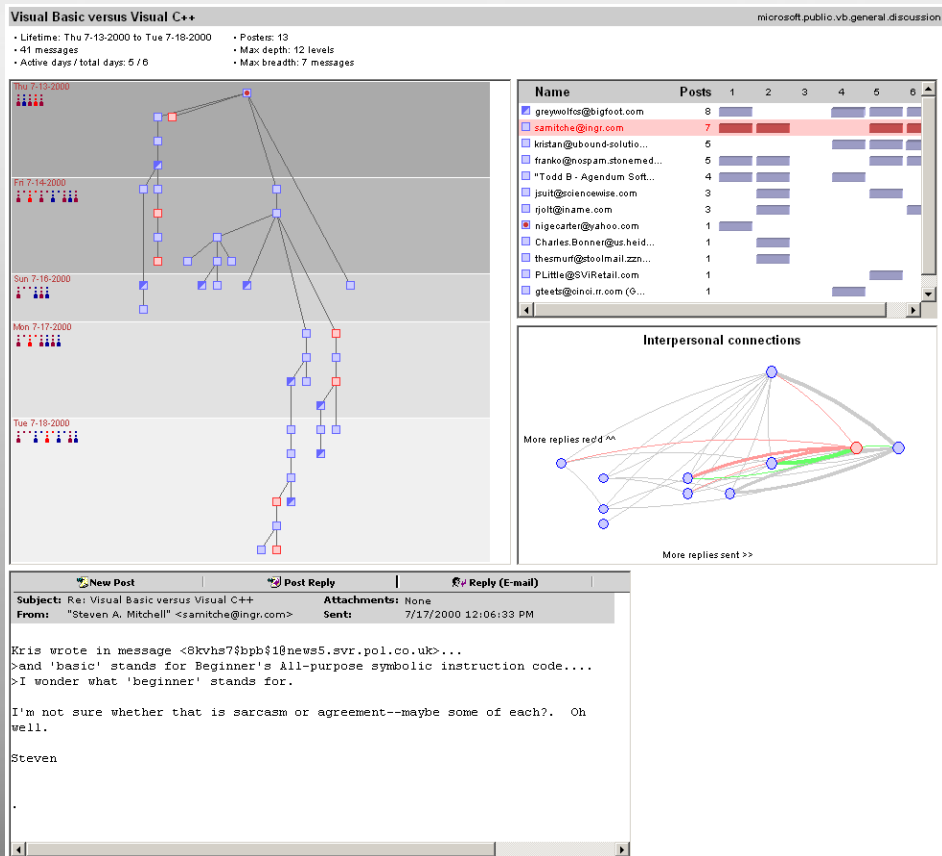 Visual Basic versus Visual C++
microsoft.public.vb.general.discussion
• Lifetime: Thu 7-13-2000 to Tue 7-18-2000
• Posters: 13
• 41 messages
• Max depth: 12 levels
• Active days / total days: 5 / 6
• Max breadth: 7 messages
Thu 7-13-2000
Fri 7-14-2000
Sun 7-16-2000
Mon 7-17-2000
Tue 7-18-2000
Name Posts 1 2 3 4 5 6
greywolfcs@bigfoot.com 8
samitche@ingr.com 7
kristan@ubound-solutio... 5
franko@nospam.stonemed... 5
"Todd B - Agendum Soft... 4
jsuit@sciencewise.com 3
rjolt@iname.com 3
nigecarter@yahoo.com 1
Charles.Bonner@us.heid... 1
thesmurf@stoolmail.zzn... 1
PLittle@SViRetail.com 1
gteets@cinci.rr.com (G... 1
Interpersonal connections
More replies rec'd ^^
More replies sent >>
New Post
Post Reply
Reply (E-mail)
Subject: Re: Visual Basic versus Visual C++ Attachments: None
From: "Steven A. Mitchell" <samitche@ingr.com> Sent: 7/17/2000 12:06:33 PM
Kris wrote in message <8kvhs7$bpb$1@news5.svr.pol.co.uk>...
>and 'basic' stands for Beginner's All-purpose symbolic instruction code....
>I wonder what 'beginner' stands for.
I'm not sure whether that is sarcasm or agreement--maybe some of each?. Oh
well.
Steven
.